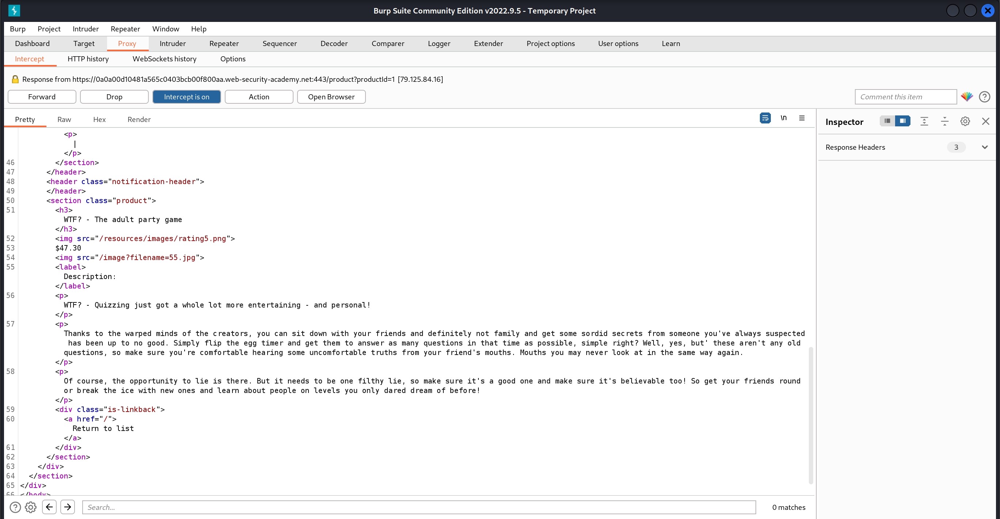 Burp Suite Community Edition v2022.9.5 - Temporary Project
Burp Project Intruder Repeater Window Help
Dashboard Target Proxy Intruder Repeater Sequencer Decoder Comparer Logger Extender Project options User options Learn
Intercept HTTP history WebSockets history Options
Response from https://0a0a00d10481a565c0403bcb00f800aa.web-security-academy.net:443/product?productId=1 [79.125.84.16]
Forward Drop Intercept is on Action Open Browser Comment this item
Pretty Raw Hex Render \n
Inspector
Response Headers 3
<p>
|
</p>
46 </section>
47 </header>
48 <header class="notification-header">
49 </header>
50 <section class="product">
51 <h3>
WTF? - The adult party game
</h3>
52 <img src="/resources/images/rating5.png">
53 $47.30
54 <img src="/image?filename=55.jpg">
55 <label>
Description:
</label>
56 <p>
WTF? - Quizzing just got a whole lot more entertaining - and personal!
</p>
57 <p>
Thanks to the warped minds of the creators, you can sit down with your friends and definitely not family and get some sordid secrets from someone you've always suspected
has been up to no good. Simply flip the egg timer and get them to answer as many questions in that time as possible, simple right? Well, yes, but' these aren't any old
questions, so make sure you're comfortable hearing some uncomfortable truths from your friend's mouths. Mouths you may never look at in the same way again.
</p>
58 <p>
Of course, the opportunity to lie is there. But it needs to be one filthy lie, so make sure it's a good one and make sure it's believable too! So get your friends round
or break the ice with new ones and learn about people on levels you only dared dream of before!
</p>
59 <div class="is-linkback">
60 <a href="/">
Return to list
</a>
61 </div>
62 </section>
63 </div>
64 </section>
65 </div>
66 </body>
Search... 0 matches